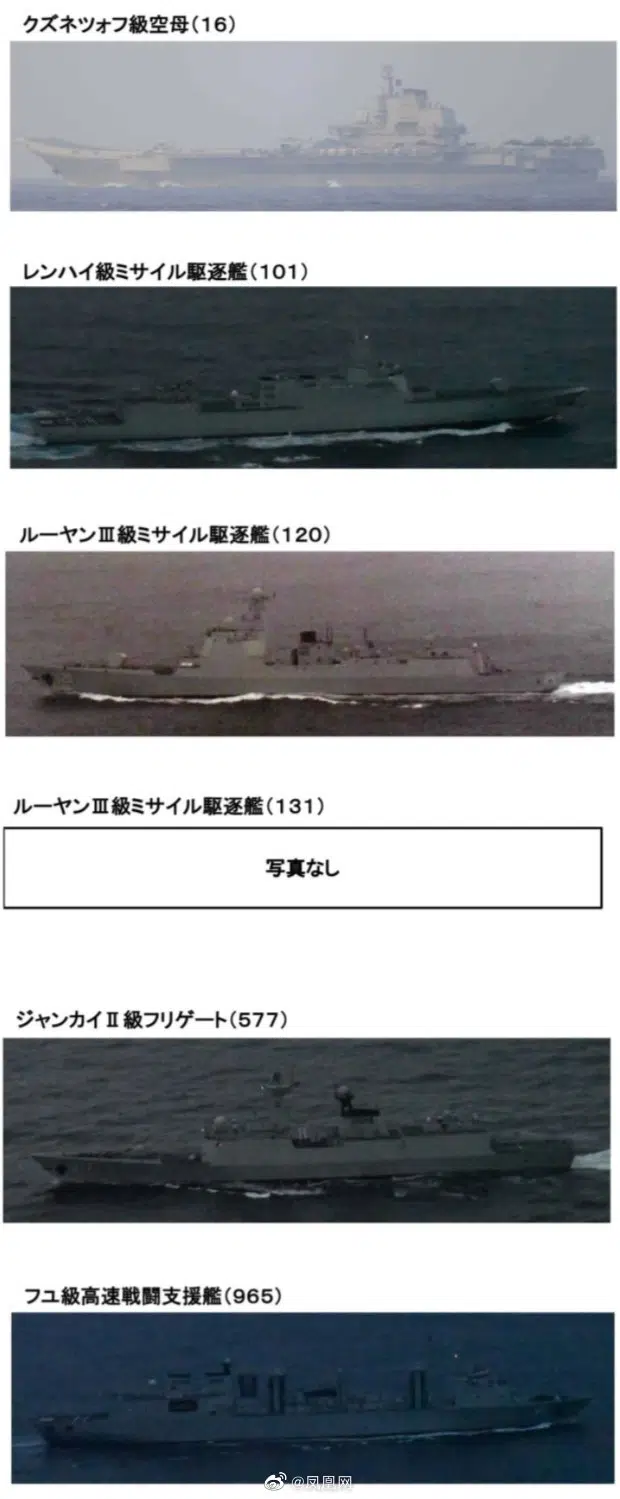 クズネツォフ級空母(16)
レンハイ級ミサイル駆逐艦(101)
ルーヤンⅢ級ミサイル駆逐艦(120)
ルーヤンⅢ級ミサイル駆逐艦(131)
写真なし
ジャンカイⅡ級フリゲート(577)
フユ級高速戦闘支援艦(965)
@凤凰网